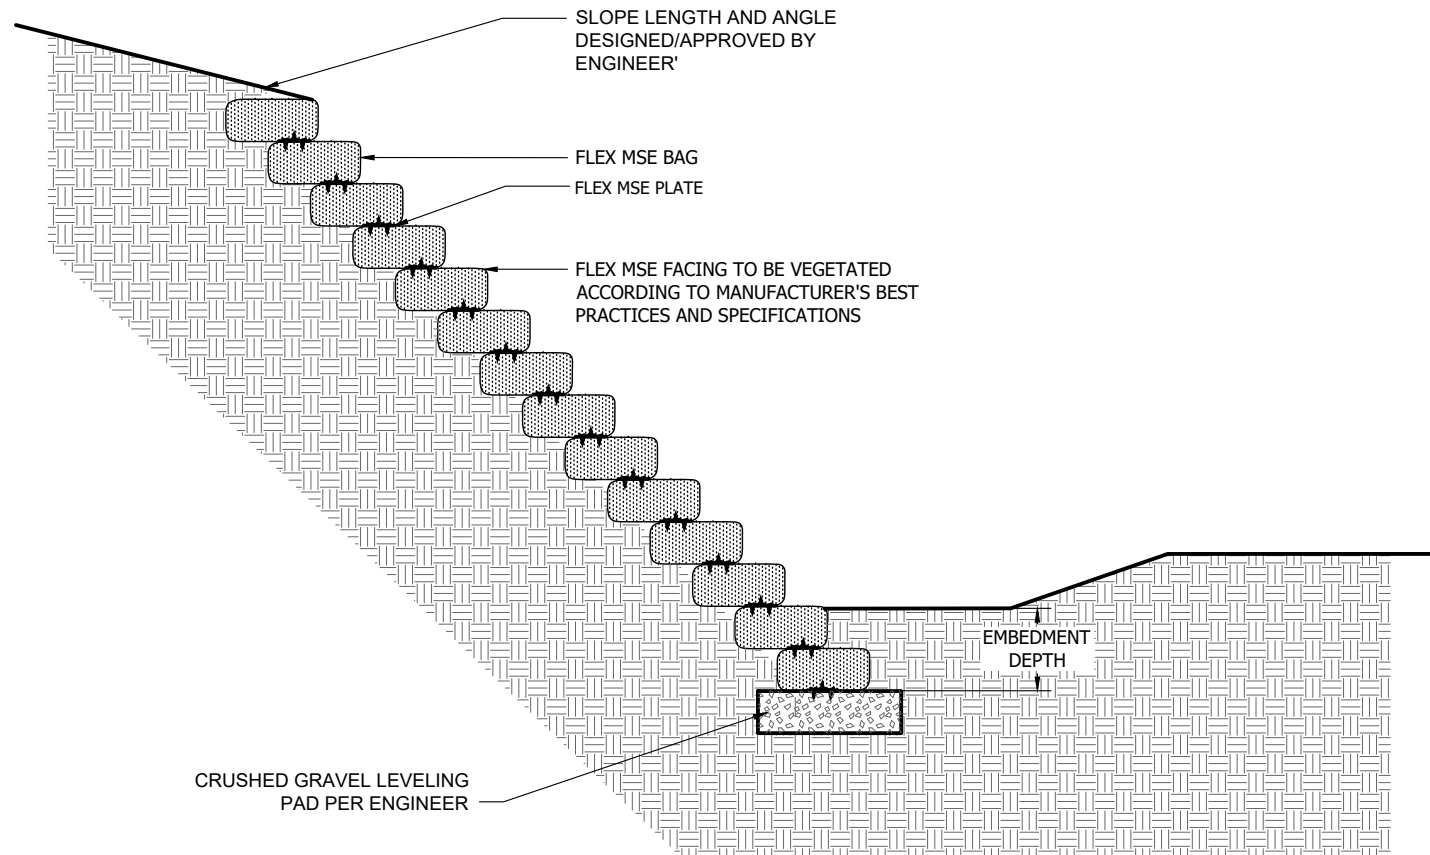 SLOPE LENGTH AND ANGLE
DESIGNED/APPROVED BY
ENGINEER'
FLEX MSE BAG
FLEX MSE PLATE
FLEX MSE FACING TO BE VEGETATED
ACCORDING TO MANUFACTURER'S BEST
PRACTICES AND SPECIFICATIONS
EMBEDMENT
DEPTH
CRUSHED GRAVEL LEVELING
PAD PER ENGINEER